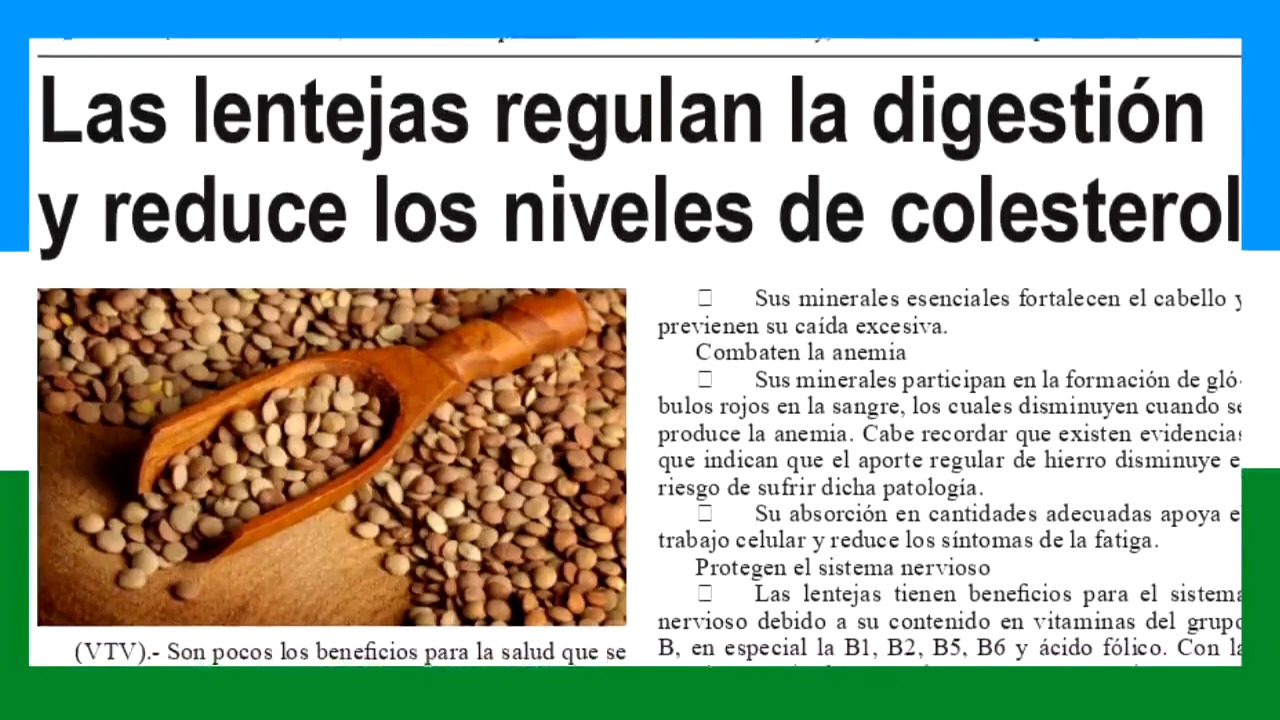 Las lentejas regulan la digestión
y reduce los niveles de colesterol
(VTV).- Son pocos los beneficios para la salud que se
Sus minerales esenciales fortalecen el cabello y
previenen su caída excesiva.
Combaten la anemia
Sus minerales participan en la formación de gló-
bulos rojos en la sangre, los cuales disminuyen cuando se
produce la anemia. Cabe recordar que existen evidencias
que indican que el aporte regular de hierro disminuye e
riesgo de sufrir dicha patología.
Su absorción en cantidades adecuadas apoya e
trabajo celular y reduce los síntomas de la fatiga.
Protegen el sistema nervioso
Las lentejas tienen beneficios para el sistema
nervioso debido a su contenido en vitaminas del grupo
B, en especial la B1, B2, B5, B6 y ácido fólico. Con la